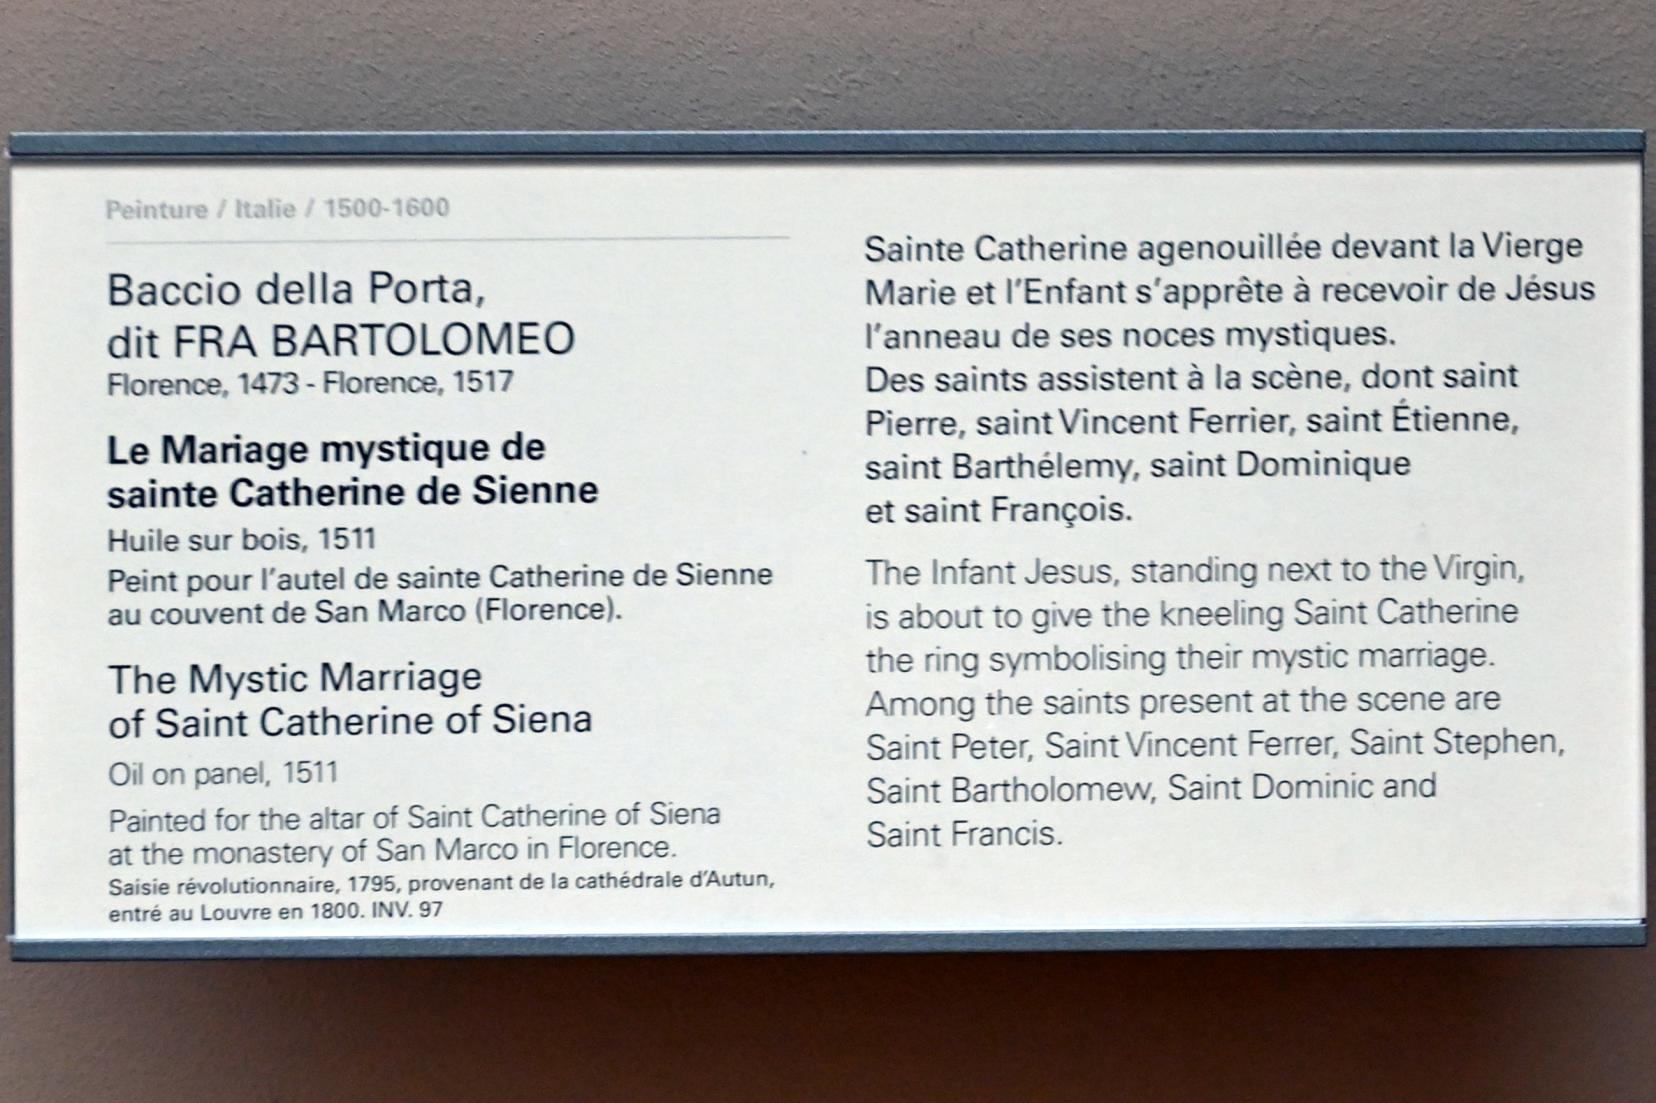 Peinture / Italie / 1500-1600
Baccio della Porta,
dit FRA BARTOLOMEO
Florence, 1473 - Florence, 1517
Le Mariage mystique de
sainte Catherine de Sienne
Huile sur bois, 1511
Peint pour l'autel de sainte Catherine de Sienne
au couvent de San Marco (Florence).
The Mystic Marriage
of Saint Catherine of Siena
Oil on panel, 1511
Painted for the altar of Saint Catherine of Siena
at the monastery of San Marco in Florence.
Saisie révolutionnaire, 1795, provenant de la cathédrale d'Autun,
entré au Louvre en 1800. INV. 97
Sainte Catherine agenouillée devant la Vierge
Marie et l'Enfant s'apprête à recevoir de Jésus
l'anneau de ses noces mystiques.
Des saints assistent à la scène, dont saint
Pierre, saint Vincent Ferrier, saint Étienne,
saint Barthélemy, saint Dominique
et saint François.
The Infant Jesus, standing next to the Virgin,
is about to give the kneeling Saint Catherine
the ring symbolising their mystic marriage.
Among the saints present at the scene are
Saint Peter, Saint Vincent Ferrer, Saint Stephen,
Saint Bartholomew, Saint Dominic and
Saint Francis.